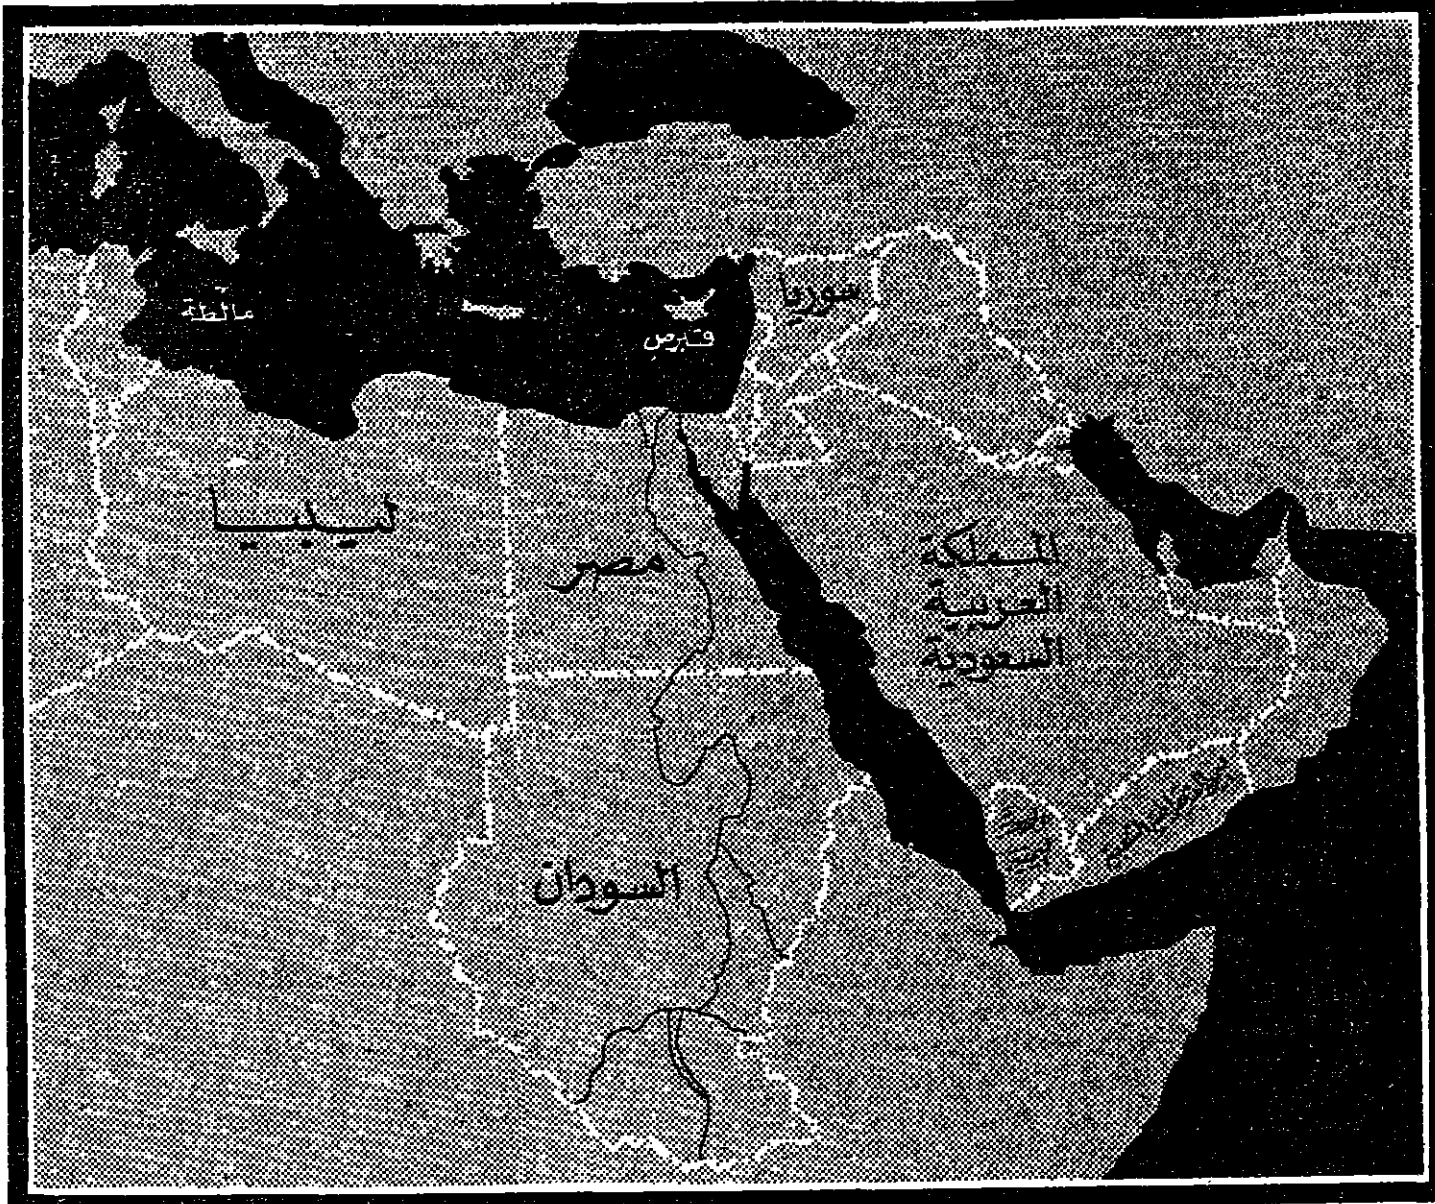 سوريا
مالطة
قبرص
ليبيا
مصر
المملكة
العربية
السعودية
السودان